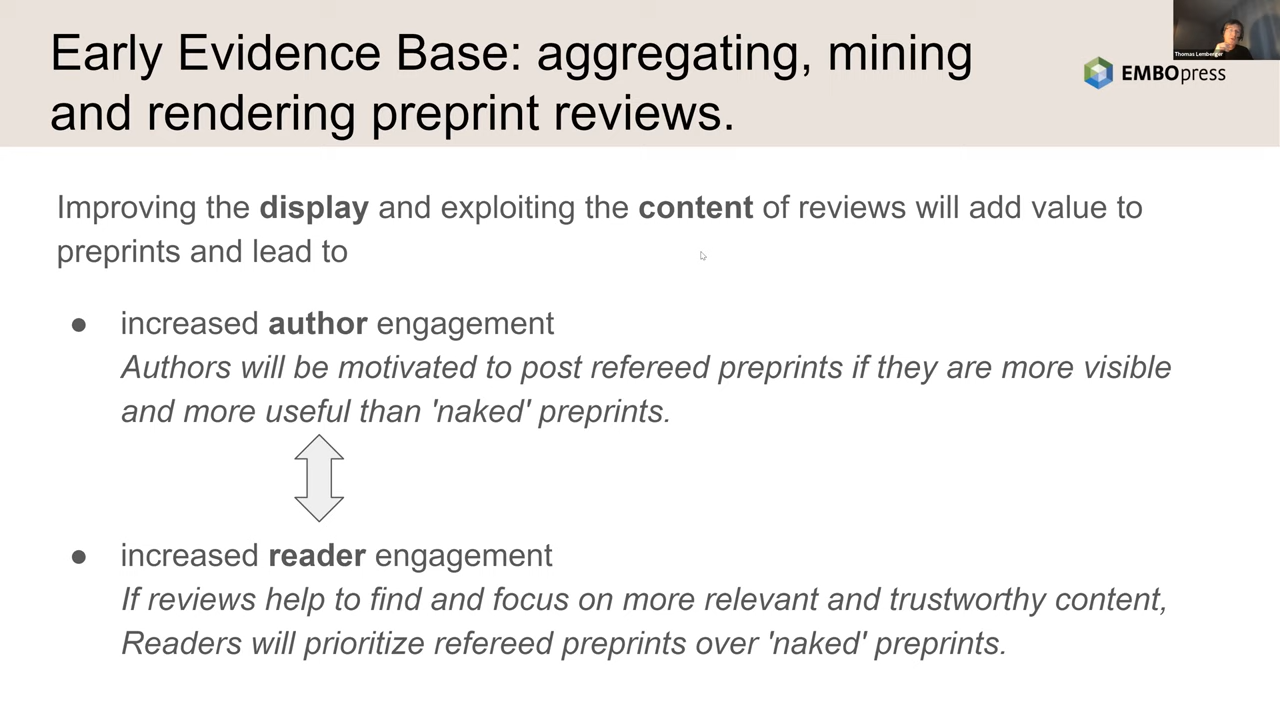 Early Evidence Base: aggregating, mining
and rendering preprint reviews.
EMBOpress
Thomas Lemberger
Improving the display and exploiting the content of reviews will add value to
preprints and lead to
● increased author engagement
Authors will be motivated to post refereed preprints if they are more visible
and more useful than 'naked' preprints.
● increased reader engagement
If reviews help to find and focus on more relevant and trustworthy content,
Readers will prioritize refereed preprints over 'naked' preprints.